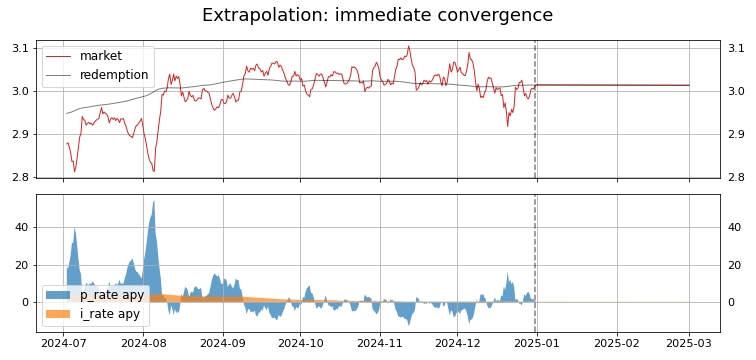 Extrapolation: immediate convergence
3.1 3.1
market
redemption
3.0 3.0
2.9 2.9
2.8 2.8
40 40
20 20
p_rate apy
0 0
i_rate apy
2024-07 2024-08 2024-09 2024-10 2024-11 2024-12 2025-01 2025-02 2025-03